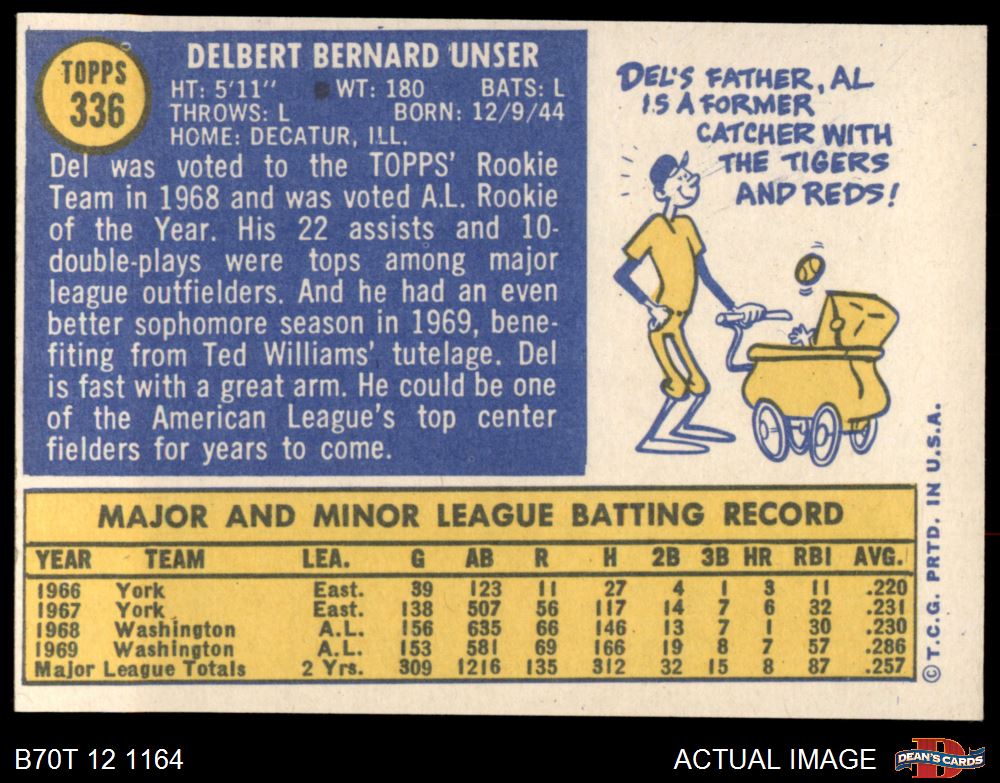 TOPPS
336
DELBERT BERNARD UNSER
HT: 5'11" WT: 180 BATS: L
THROWS: L BORN: 12/9/44
HOME: DECATUR, ILL.
Del was voted to the TOPPS' Rookie
Team in 1968 and was voted A.L. Rookie
of the Year. His 22 assists and 10-
double-plays were tops among major
league outfielders. And he had an even
better sophomore season in 1969, bene-
fiting from Ted Williams' tutelage. Del
is fast with a great arm. He could be one
of the American League's top center
fielders for years to come.
DEL'S FATHER, AL
IS A FORMER
CATCHER WITH
THE TIGERS
AND REDS!
MAJOR AND MINOR LEAGUE BATTING RECORD
YEAR TEAM LEA. G AB R H 2B 3B HR RBI AVG.
1966 York East. 39 123 11 27 4 1 3 11 .220
1967 York East. 138 507 56 117 14 7 6 32 .231
1968 Washington A.L. 156 635 66 146 13 7 1 30 .230
1969 Washington A.L. 153 581 69 166 19 8 7 57 .286
Major League Totals 2 Yrs. 309 1216 135 312 32 15 8 87 .257
© T.C.G. PRTD. IN U.S.A.
B70T 12 1164
ACTUAL IMAGE
D
DEAN'S CARDS